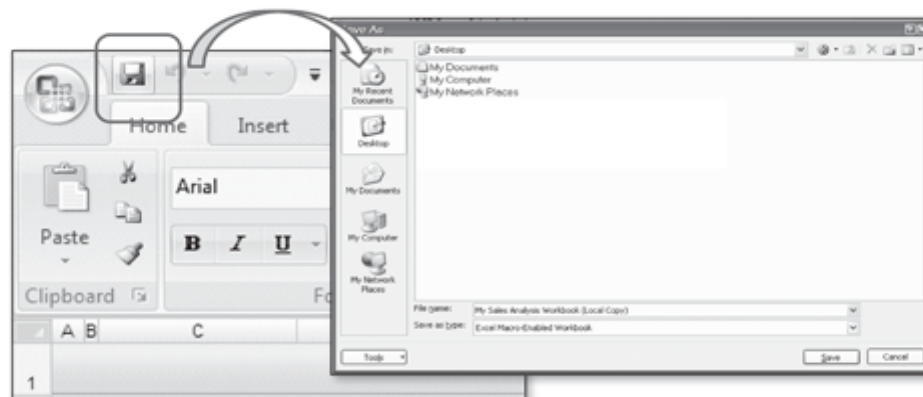 Home Insert
Arial
Paste
B I U
Clipboard
A B C
1
Save As
Save in: Desktop
My Documents
My Computer
My Network Places
My Recent
Documents
Desktop
My Documents
My Computer
My Network
Places
File name: My Sales Analysis Workbook (Local Copy)
Save as type: Excel Macro-Enabled Workbook
Tools Save Cancel